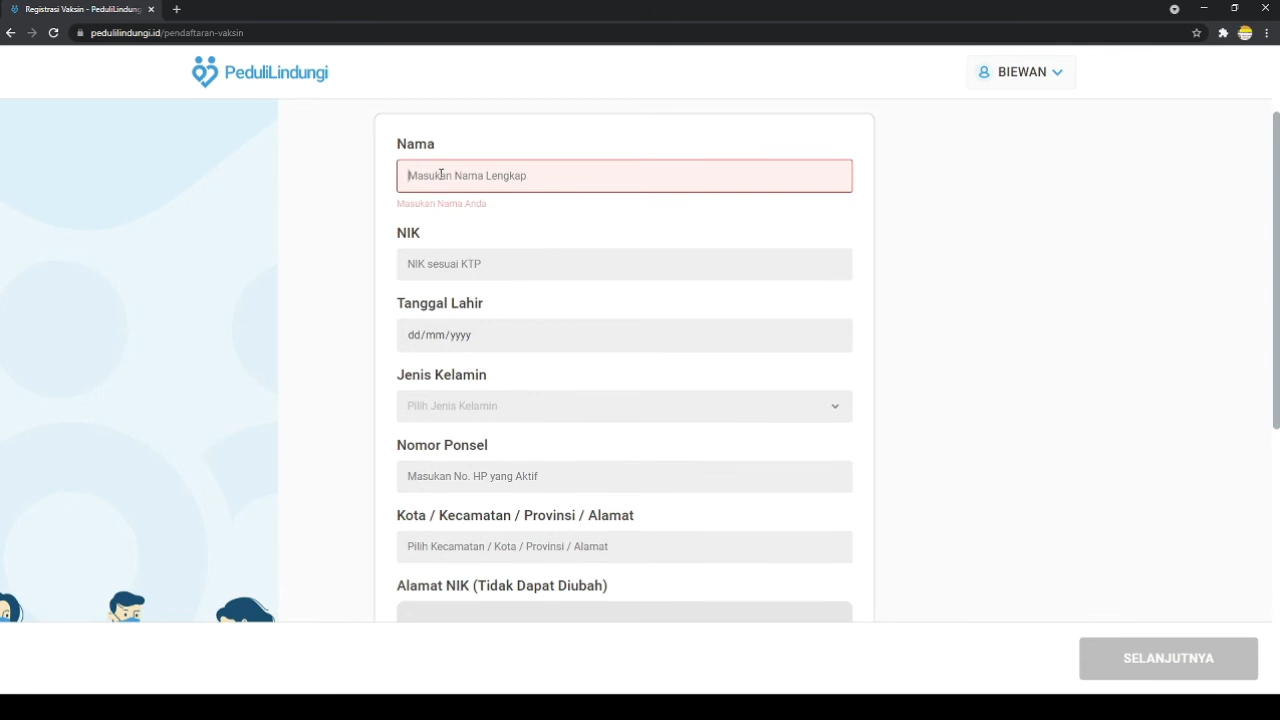 Registrasi Vaksin - PeduliLindung
pedulilindungi.id/pendaftaran-vaksin
PeduliLindungi
BIEWAN
Nama
Masukan Nama Lengkap
Masukan Nama Anda
NIK
NIK sesuai KTP
Tanggal Lahir
dd/mm/yyyy
Jenis Kelamin
Pilih Jenis Kelamin
Nomor Ponsel
Masukan No. HP yang Aktif
Kota / Kecamatan / Provinsi / Alamat
Pilih Kecamatan / Kota / Provinsi / Alamat
Alamat NIK (Tidak Dapat Diubah)
SELANJUTNYA